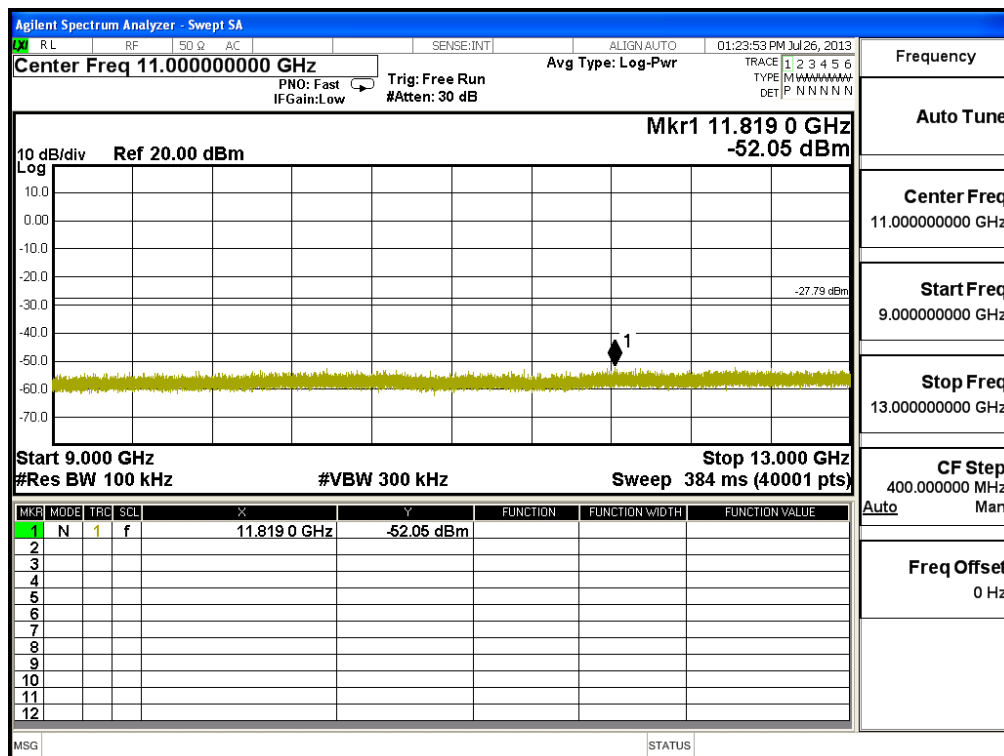 Agilent Spectrum Analyzer - Swept SA
LXI RL RF 50 Ω AC SENSE:INT ALIGN AUTO 01:23:53 PM Jul 26, 2013
Center Freq 11.000000000 GHz
PNO: Fast
IFGain:Low
Trig: Free Run
#Atten: 30 dB
Avg Type: Log-Pwr
TRACE 1 2 3 4 5 6
TYPE M WWWWW
DET P N N N N N
Mkr1 11.819 0 GHz
-52.05 dBm
10 dB/div Ref 20.00 dBm
Log
10.0
0.00
-10.0
-20.0
-27.79 dBm
-30.0
-40.0
1
-50.0
-60.0
-70.0
Start 9.000 GHz Stop 13.000 GHz
#Res BW 100 kHz #VBW 300 kHz Sweep 384 ms (40001 pts)
MKR MODE TRC SCL X Y FUNCTION FUNCTION WIDTH FUNCTION VALUE
1 N 1 f 11.819 0 GHz -52.05 dBm
2
3
4
5
6
7
8
9
10
11
12
MSG STATUS
Frequency
Auto Tune
Center Freq
11.000000000 GHz
Start Freq
9.000000000 GHz
Stop Freq
13.000000000 GHz
CF Step
400.000000 MHz
Auto Man
Freq Offset
0 Hz